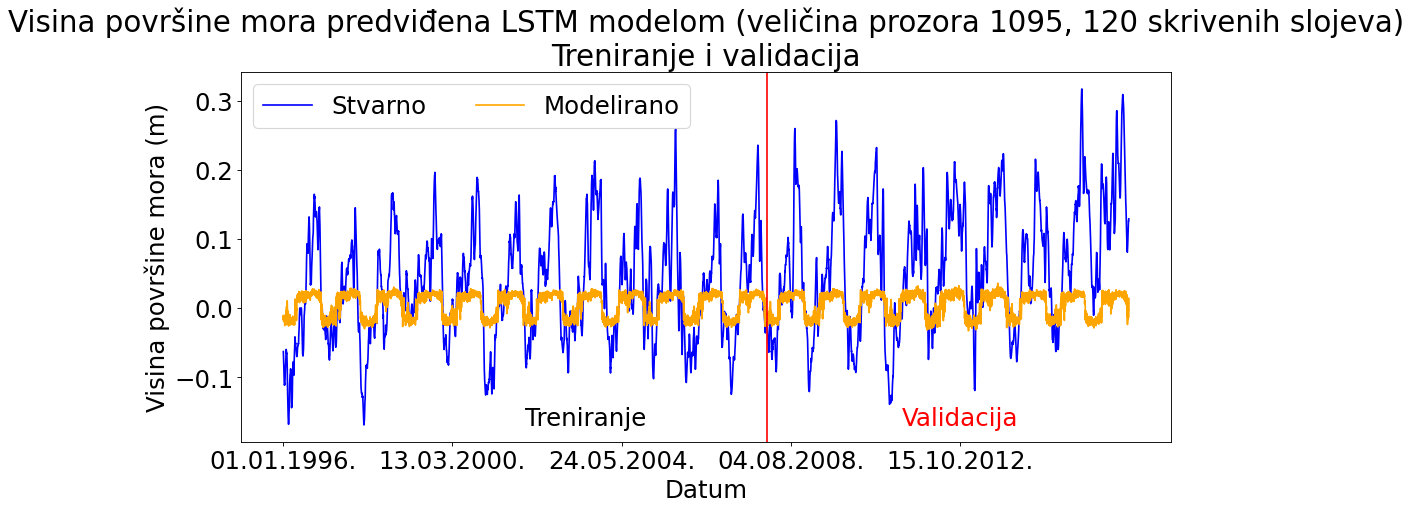 Visina površine mora predviđena LSTM modelom (veličina prozora 1095, 120 skrivenih slojeva)
Treniranje i validacija
Stvarno
Modelirano
Visina površine mora (m)
0.3
0.2
0.1
0.0
−0.1
Treniranje
Validacija
01.01.1996.
13.03.2000.
24.05.2004.
04.08.2008.
15.10.2012.
Datum